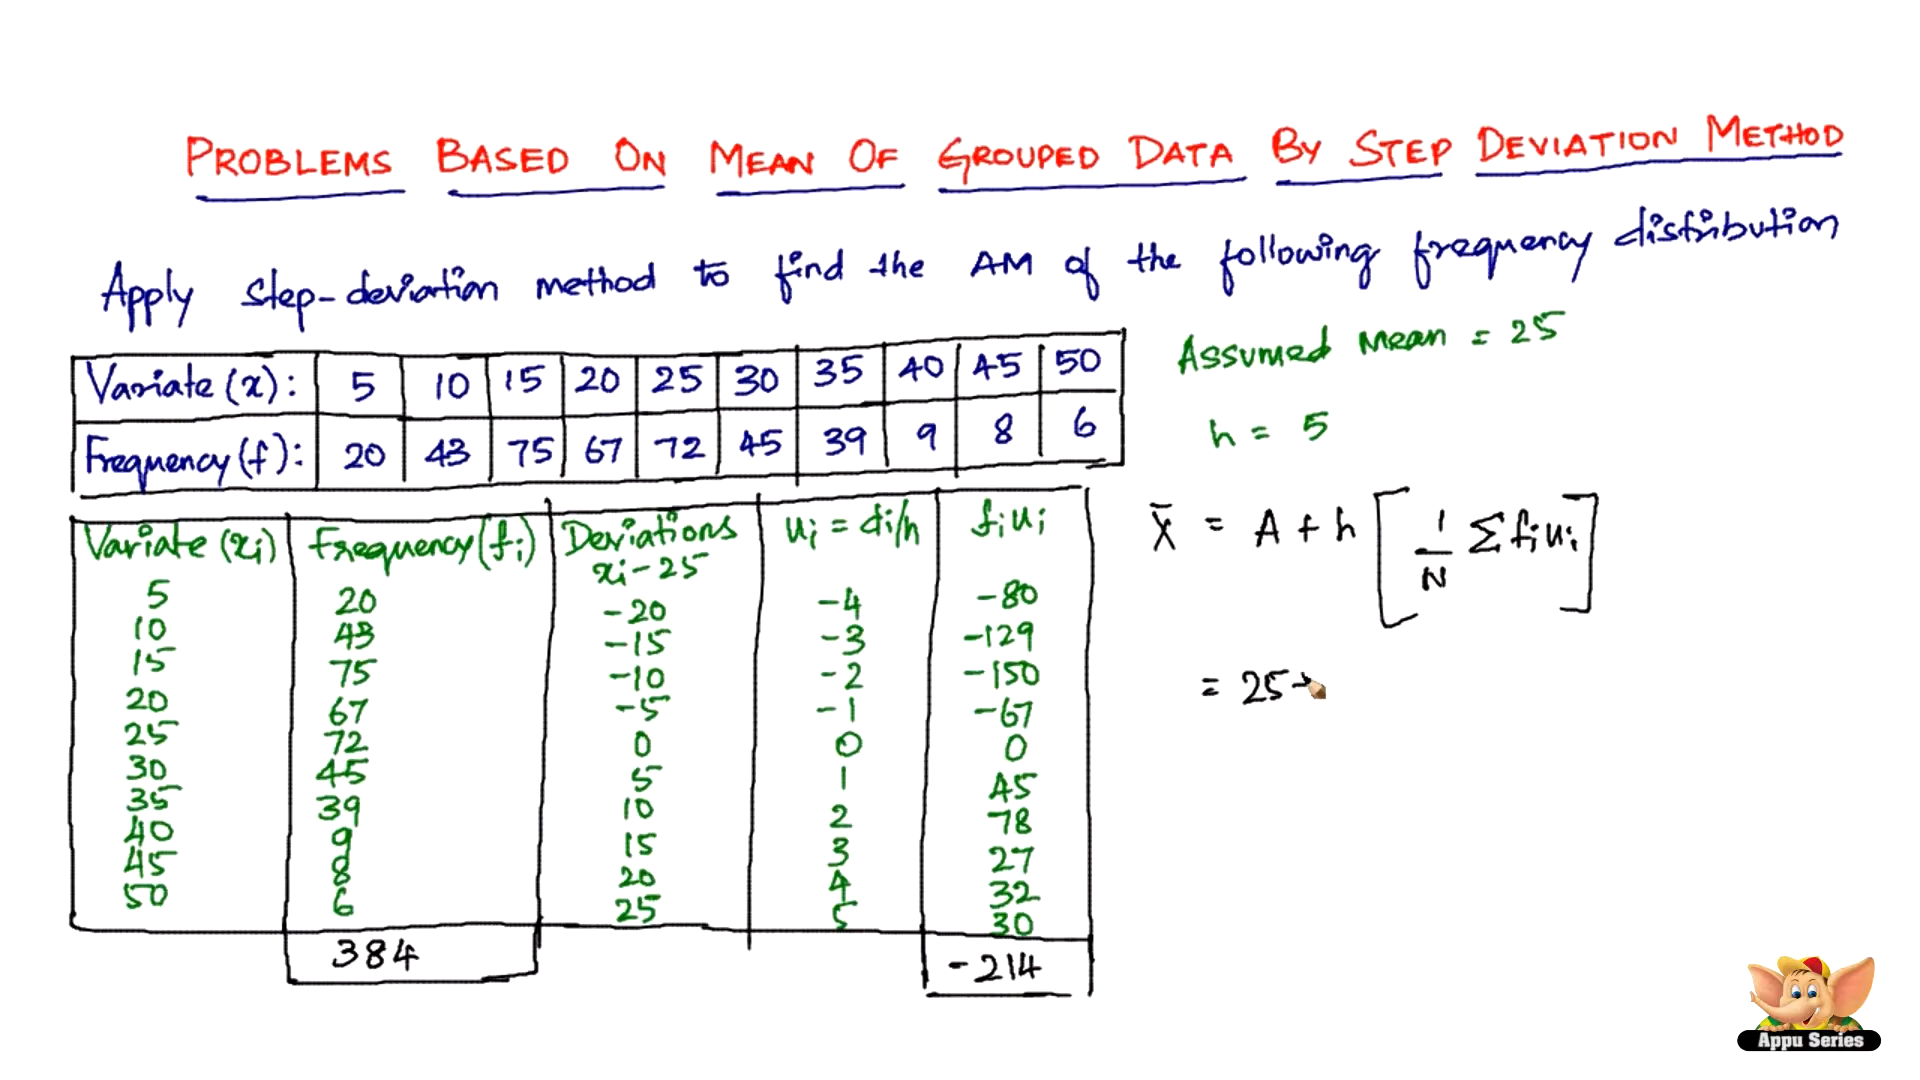 PROBLEMS BASED ON MEAN OF GROUPED DATA BY STEP DEVIATION METHOD
Apply step-deviation method to find the AM of the following frequency distribution
Variate (x): 5 10 15 20 25 30 35 40 45 50
Frequency (f): 20 43 75 67 72 45 39 9 8 6
Assumed mean = 25
h = 5
Variate (xi) Frequency (fi) Deviations xi-25 ui = di/h fiui
5 20 -20 -4 -80
10 43 -15 -3 -129
15 75 -10 -2 -150
20 67 -5 -1 -67
25 72 0 0 0
30 45 5 1 45
35 39 10 2 78
40 9 15 3 27
45 8 20 4 32
50 6 25 5 30
384 -214
X̄ = A + h [ 1/N Σ fiui ]
= 25+
Appu Series